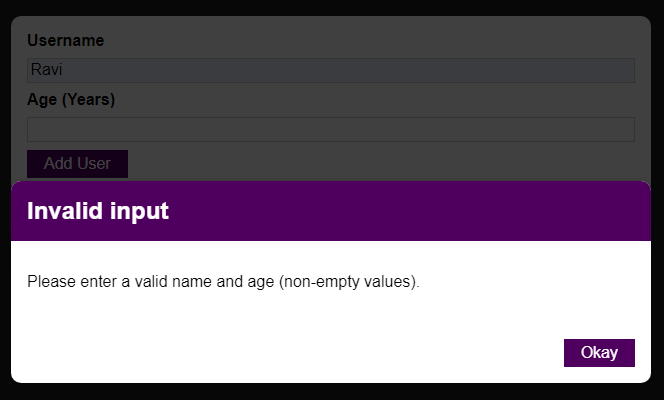 Username
Ravi
Age (Years)
Add User
Invalid input
Please enter a valid name and age (non-empty values).
Okay